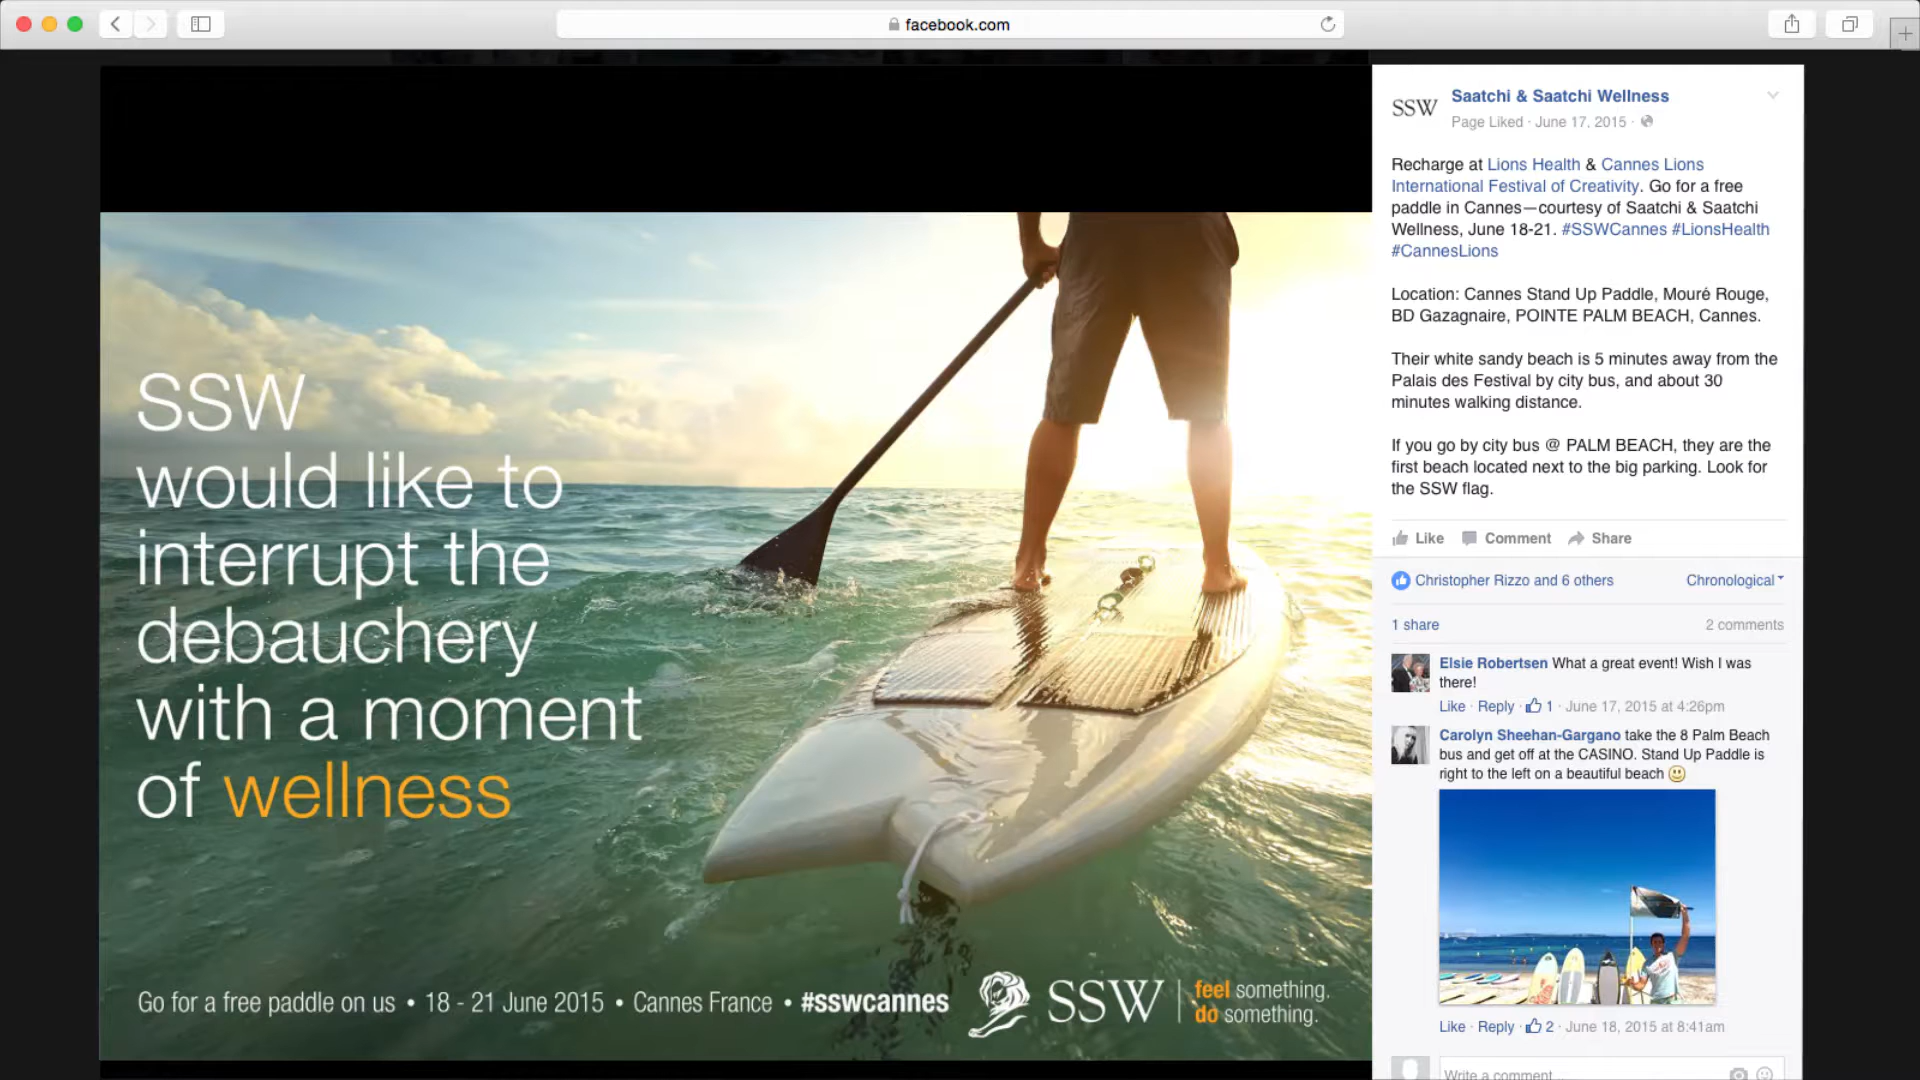 facebook.com
SSW
would like to
interrupt the
debauchery
with a moment
of wellness
Go for a free paddle on us • 18 - 21 June 2015 • Cannes France • #sswcannes
SSW
feel something.
do something.
SSW
Saatchi & Saatchi Wellness
Page Liked · June 17, 2015 ·
Recharge at Lions Health & Cannes Lions
International Festival of Creativity. Go for a free
paddle in Cannes—courtesy of Saatchi & Saatchi
Wellness, June 18-21. #SSWCannes #LionsHealth
#CannesLions
Location: Cannes Stand Up Paddle, Mouré Rouge,
BD Gazagnaire, POINTE PALM BEACH, Cannes.
Their white sandy beach is 5 minutes away from the
Palais des Festival by city bus, and about 30
minutes walking distance.
If you go by city bus @ PALM BEACH, they are the
first beach located next to the big parking. Look for
the SSW flag.
Like Comment Share
Christopher Rizzo and 6 others Chronological
1 share 2 comments
Elsie Robertsen What a great event! Wish I was
there!
Like · Reply · 1 · June 17, 2015 at 4:26pm
Carolyn Sheehan-Gargano take the 8 Palm Beach
bus and get off at the CASINO. Stand Up Paddle is
right to the left on a beautiful beach
Like · Reply · 2 · June 18, 2015 at 8:41am
Write a comment...